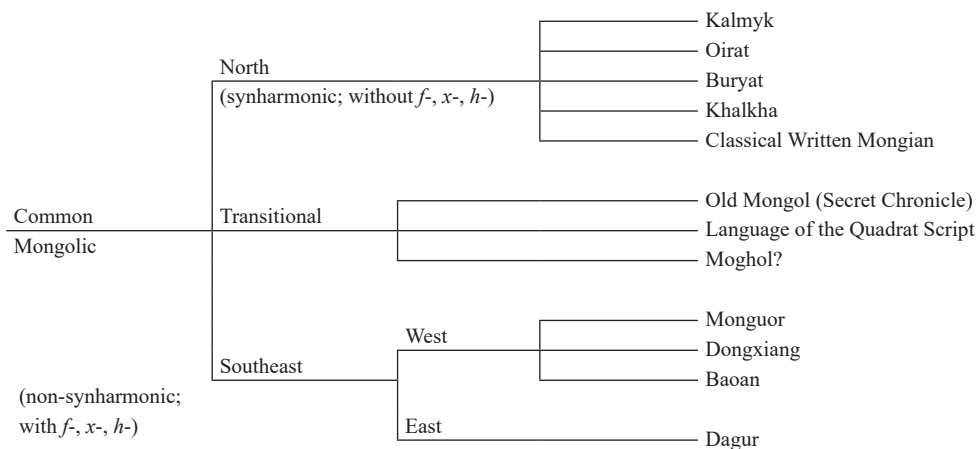 Kalmyk
Oirat
North
Buryat
(synharmonic; without f-, x-, h-)
Khalkha
Classical Written Mongian
Old Mongol (Secret Chronicle)
Common
Transitional
Language of the Quadrat Script
Mongolic
Moghol?
Monguor
West
Dongxiang
Southeast
Baoan
(non-synharmonic;
with f-, x-, h-)
East
Dagur